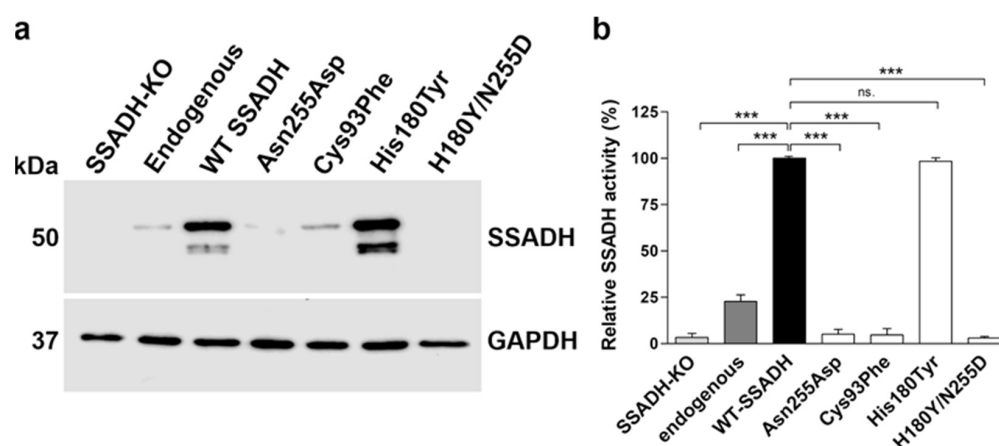 a
SSADH-KO
Endogenous
WT SSADH
Asn255Asp
Cys93Phe
His180Tyr
H180Y/N255D
kDa
50
SSADH
37
GAPDH
b
***
ns.
*** ***
*** ***
Relative SSADH activity (%)
125
100
75
50
25
0
SSADH-KO
endogenous
WT-SSADH
Asn255Asp
Cys93Phe
His180Tyr
H180Y/N255D